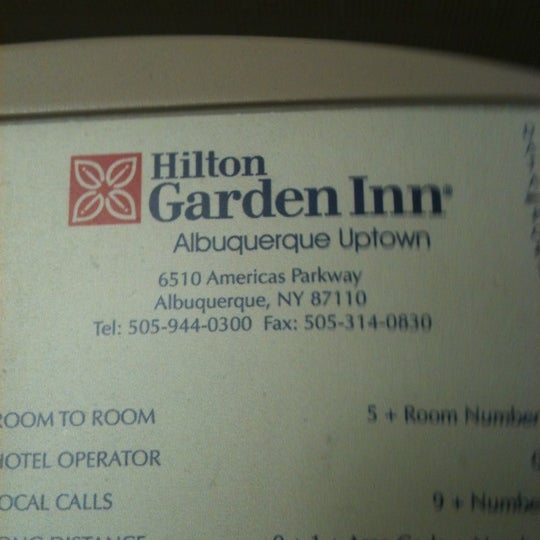 Hilton
Garden Inn®
Albuquerque Uptown
6510 Americas Parkway
Albuquerque, NY 87110
Tel: 505-944-0300 Fax: 505-314-0830
ROOM TO ROOM 5 + Room Number
HOTEL OPERATOR
LOCAL CALLS 9 + Number